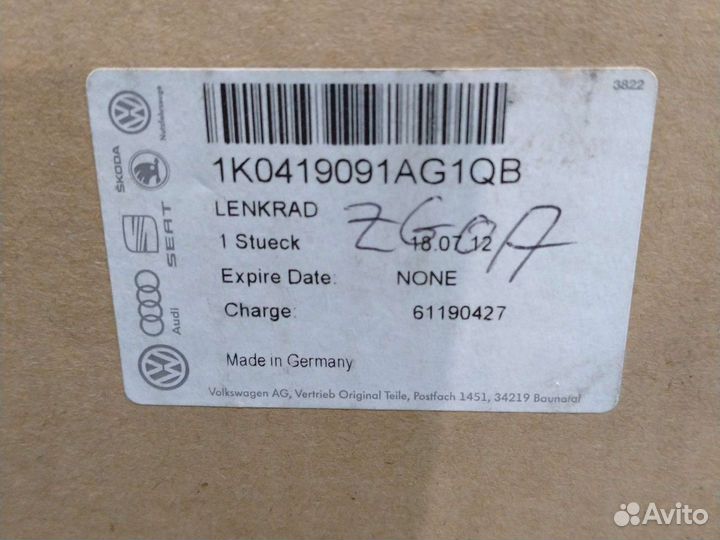 3822
1K0419091AG1QB
LENKRAD
1 Stueck 18.07.12
Expire Date: NONE
Charge: 61190427
Made in Germany
Volkswagen AG, Vertrieb Original Teile, Postfach 1451, 34219 Baunatal
Nutzfahrzeuge
ŠKODA
SEAT
Audi
Avito